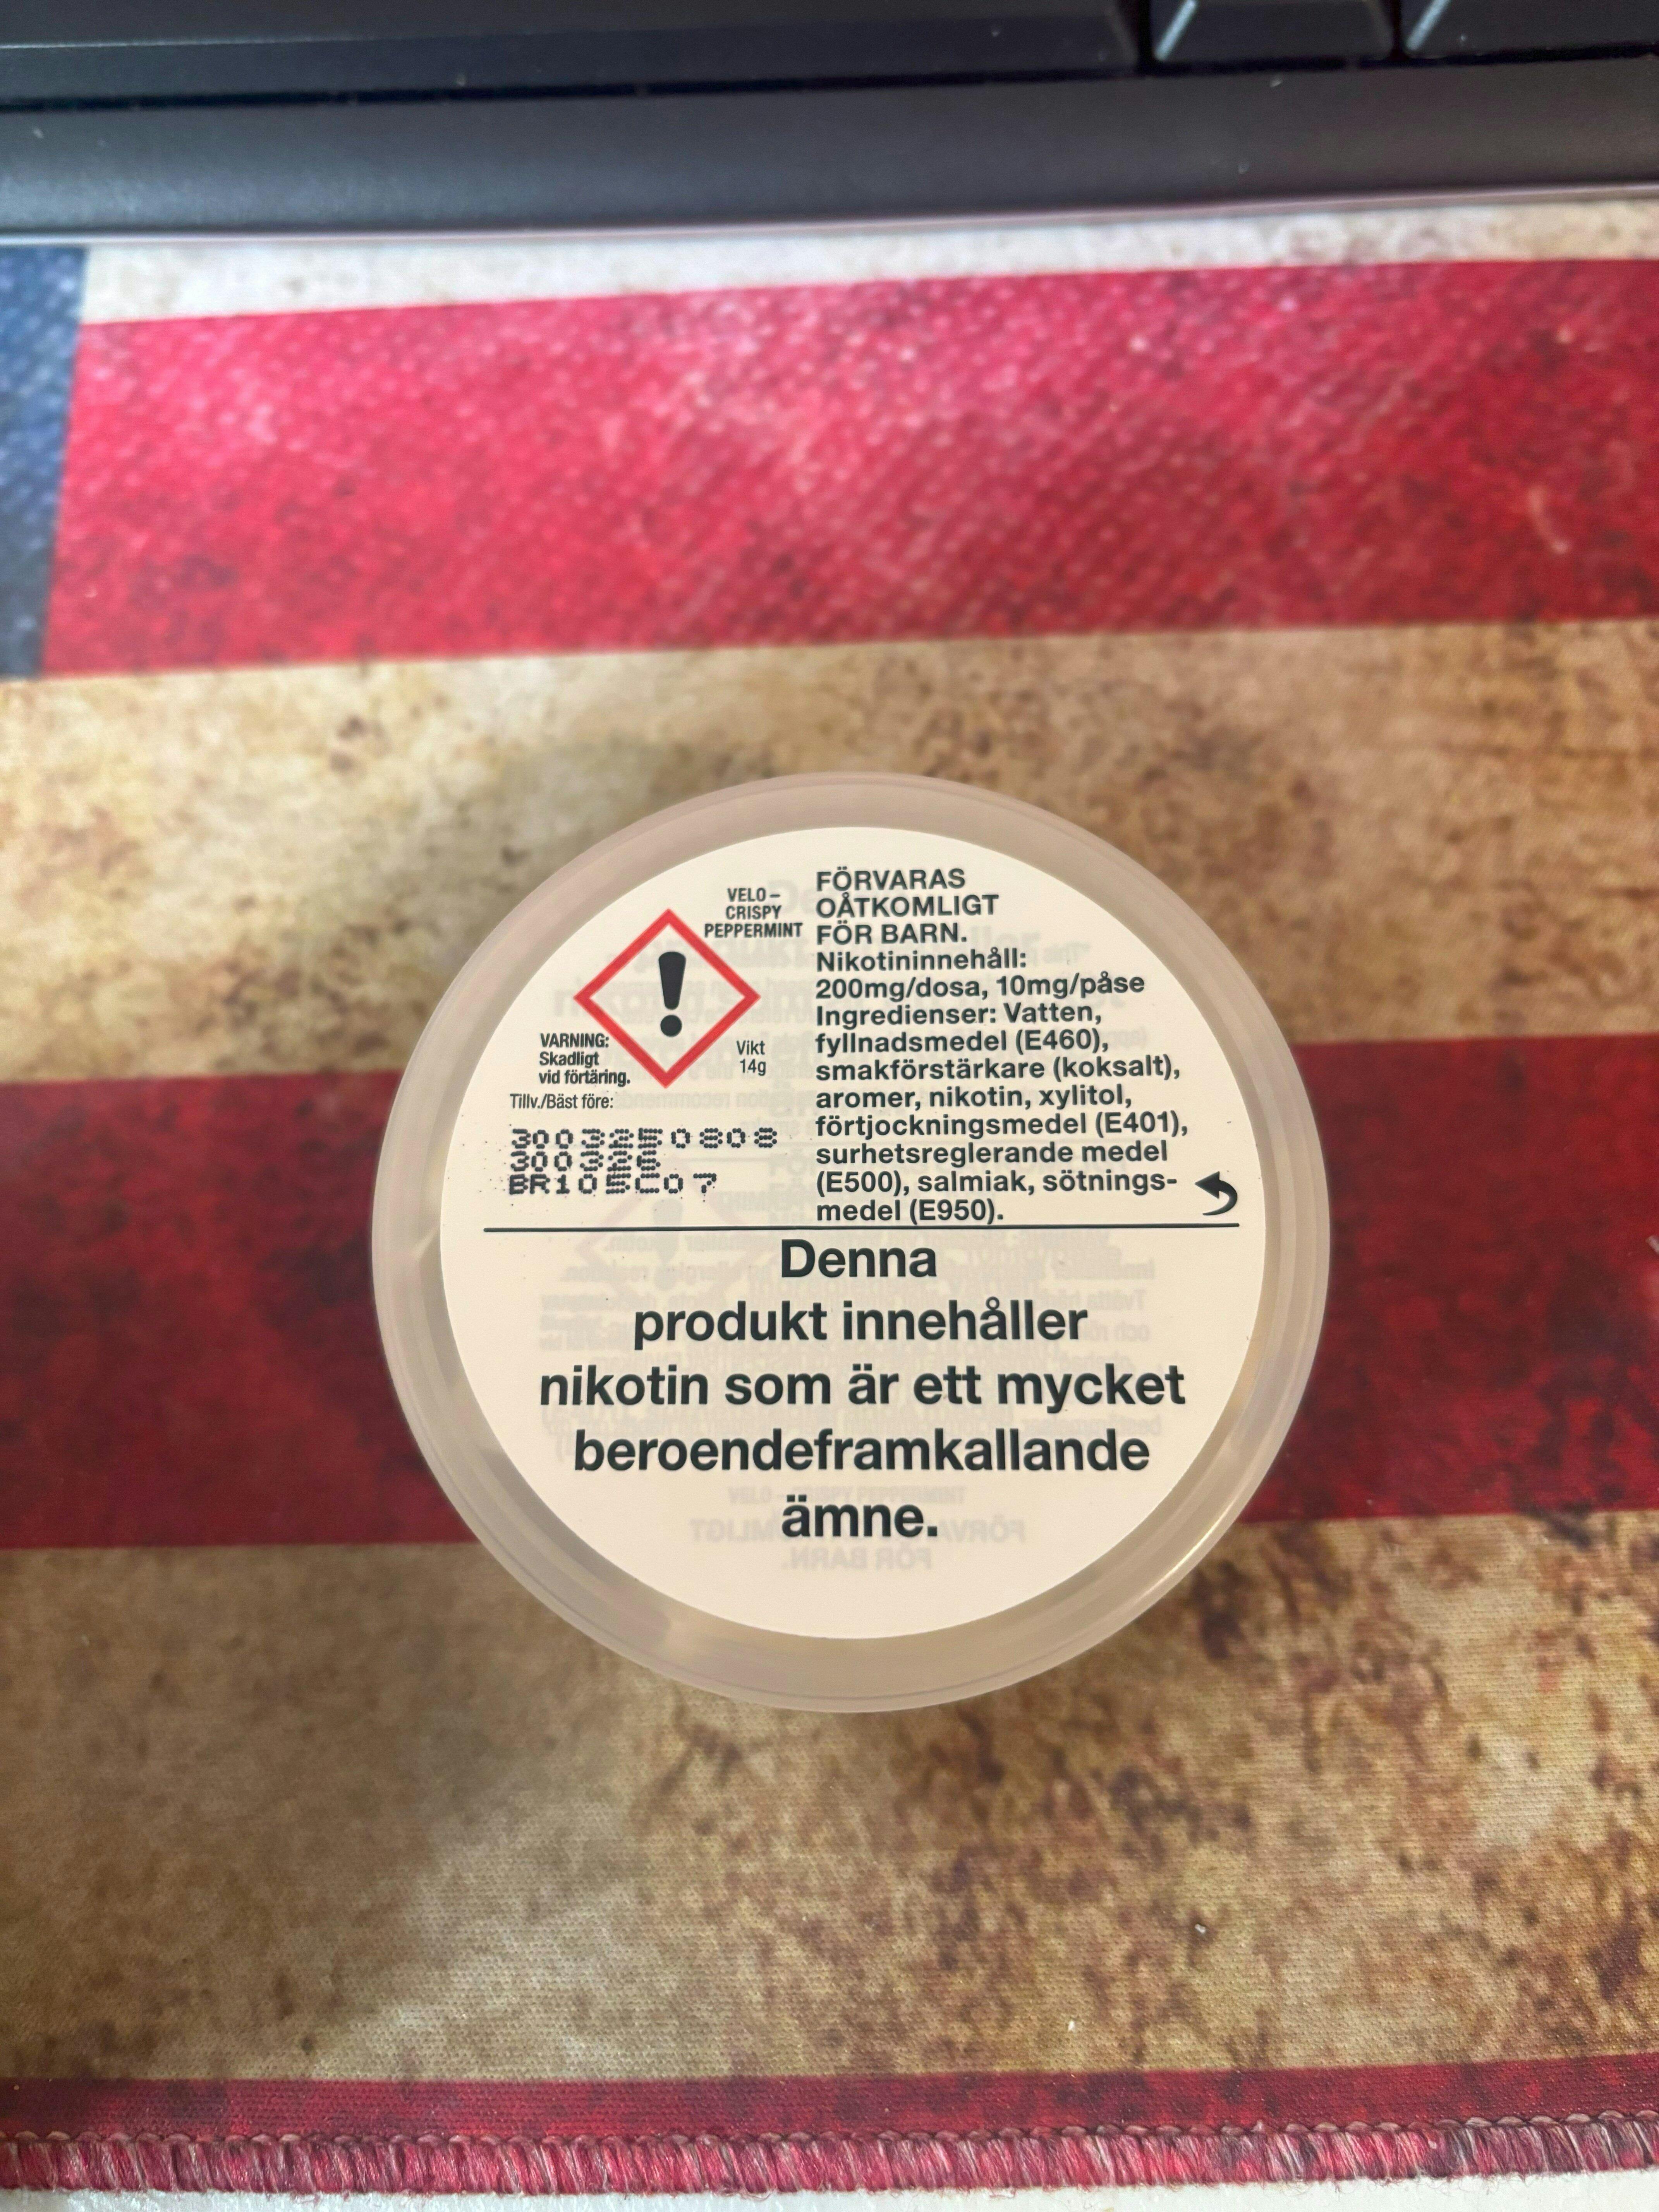 VELO –
CRISPY
PEPPERMINT
VARNING:
Skadligt
vid förtäring.
Vikt
14g
Tillv./Bäst före:
300325 0808
300326
BR105C07
FÖRVARAS
OÅTKOMLIGT
FÖR BARN.
Nikotininnehåll:
200mg/dosa, 10mg/påse
Ingredienser: Vatten,
fyllnadsmedel (E460),
smakförstärkare (koksalt),
aromer, nikotin, xylitol,
förtjockningsmedel (E401),
surhetsreglerande medel
(E500), salmiak, sötnings-
medel (E950).
Denna
produkt innehåller
nikotin som är ett mycket
beroendeframkallande
ämne.